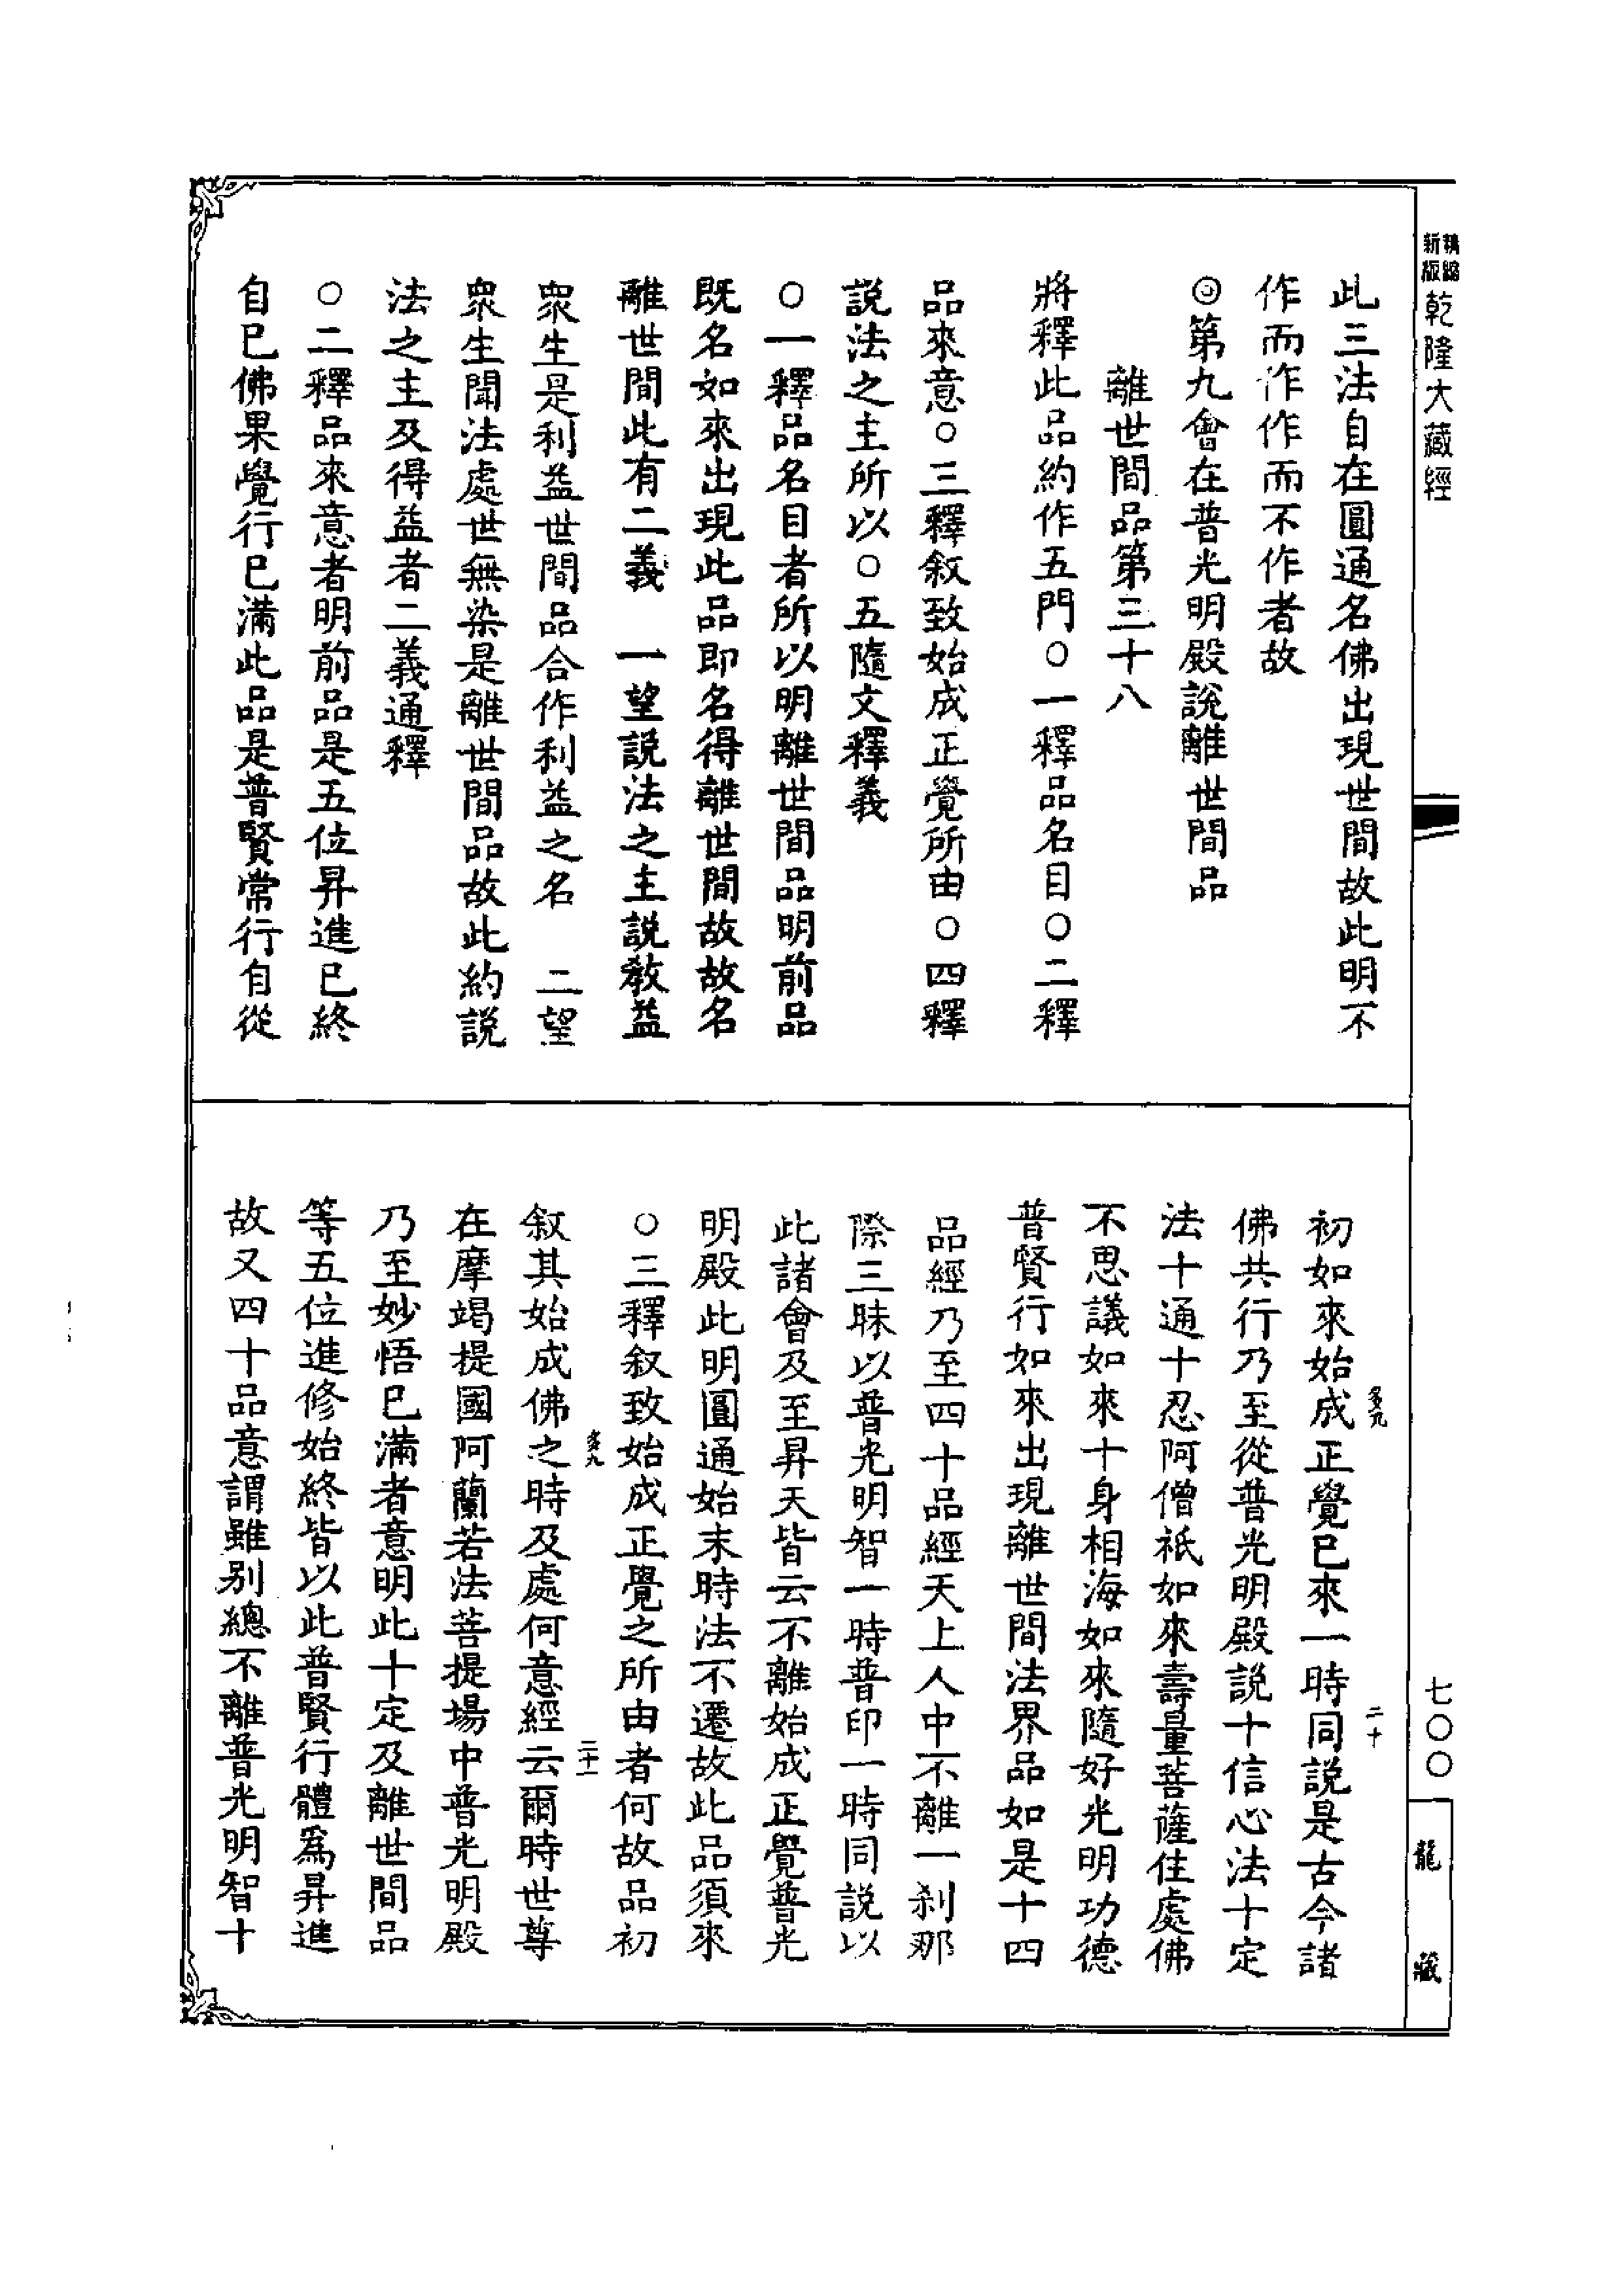 精縮新版乾隆大藏經
此三法自在圓通名佛出現世間故此明不
作而作作而不作者故
◎第九會在普光明殿說離世間品
離世間品第三十八
將釋此品約作五門○一釋品名目○二釋
品來意○三釋叙致始成正覺所由○四釋
說法之主所以○五隨文釋義
○一釋品名目者所以明離世間品明前品
既名如來出現此品即名得離世間故故名
離世間此有二義　一望說法之主說教益
衆生是利益世間品合作利益之名　二望
衆生聞法處世無染是離世間品故此約說
法之主及得益者二義通釋
○二釋品來意者明前品是五位昇進已終
自已佛果覺行已滿此品是普賢常行自從
初如來始成正覺已來一時同說是古今諸
多九
二十
佛共行乃至從普光明殿說十信心法十定
法十通十忍阿僧祇如來壽量菩薩住處佛
不思議如來十身相海如來隨好光明功德
普賢行如來出現離世間法界品如是十四
品經乃至四十品經天上人中不離一刹那
際三昧以普光明智一時普印一時同說以
此諸會及至昇天皆云不離始成正覺普光
明殿此明圓通始末時法不遷故此品須來
○三釋叙致始成正覺之所由者何故品初
多九
二十一
叙其始成佛之時及處何意經云爾時世尊
在摩竭提國阿蘭若法菩提場中普光明殿
乃至妙悟已滿者意明此十定及離世間品
等五位進修始終皆以此普賢行體爲昇進
故又四十品意謂雖別總不離普光明智十
七〇〇
龍藏